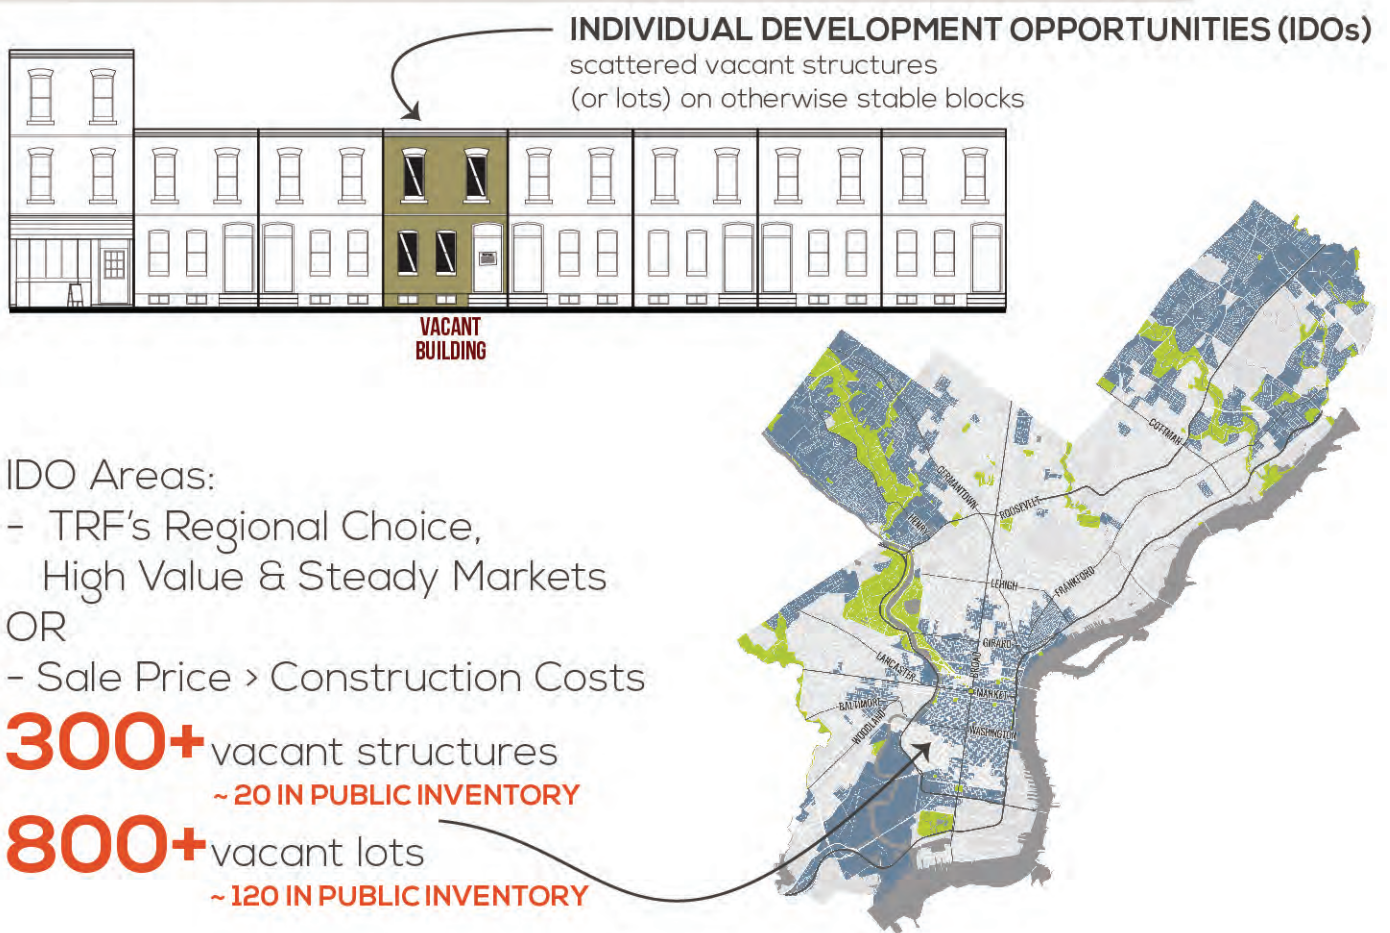 INDIVIDUAL DEVELOPMENT OPPORTUNITIES (IDOs)
scattered vacant structures
(or lots) on otherwise stable blocks
VACANT
BUILDING
IDO Areas:
- TRF's Regional Choice,
High Value & Steady Markets
OR
- Sale Price > Construction Costs
300+ vacant structures
~ 20 IN PUBLIC INVENTORY
800+ vacant lots
~ 120 IN PUBLIC INVENTORY
COTTMAN
GERMANTOWN
HENRY
ROOSEVELT
LEHIGH
FRANKFORD
GIRARD
BROAD
LANCASTER
MARKET
BALTIMORE
WOODLAND
WASHINGTON